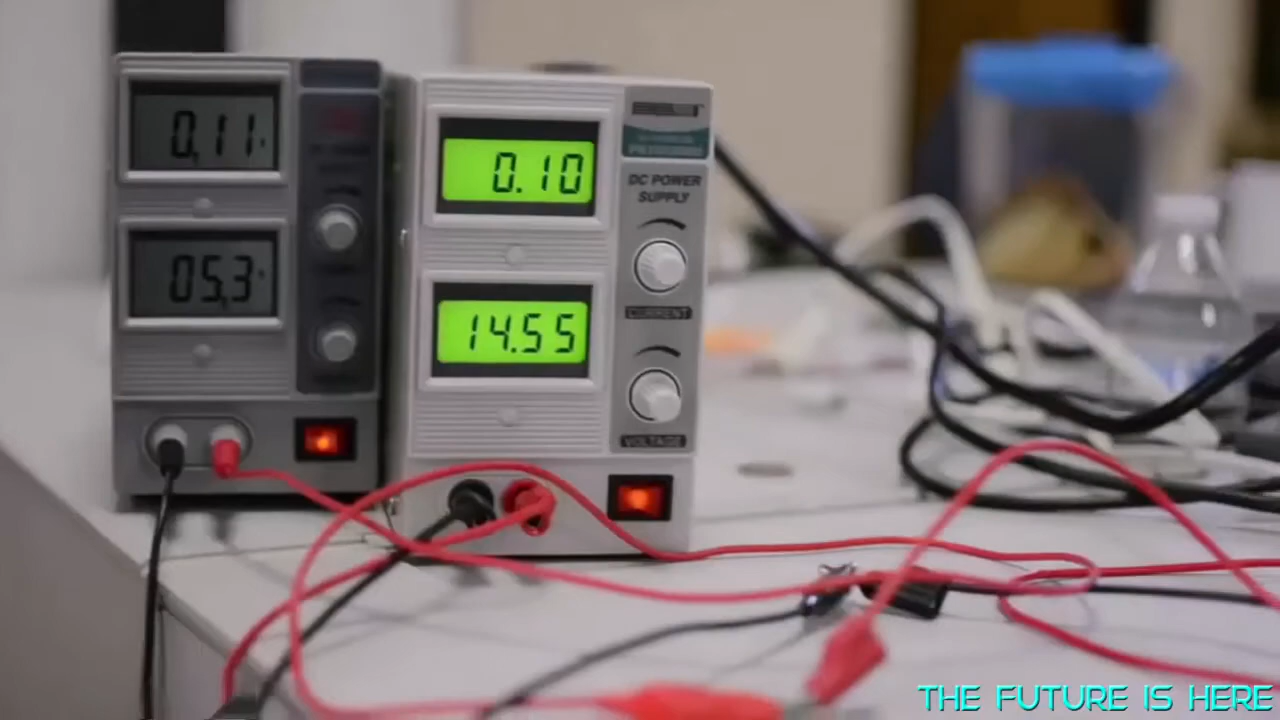 0.11
05.3
0.10
14.55
DC POWER
SUPPLY
CURRENT
VOLTAGE
THE FUTURE IS HERE